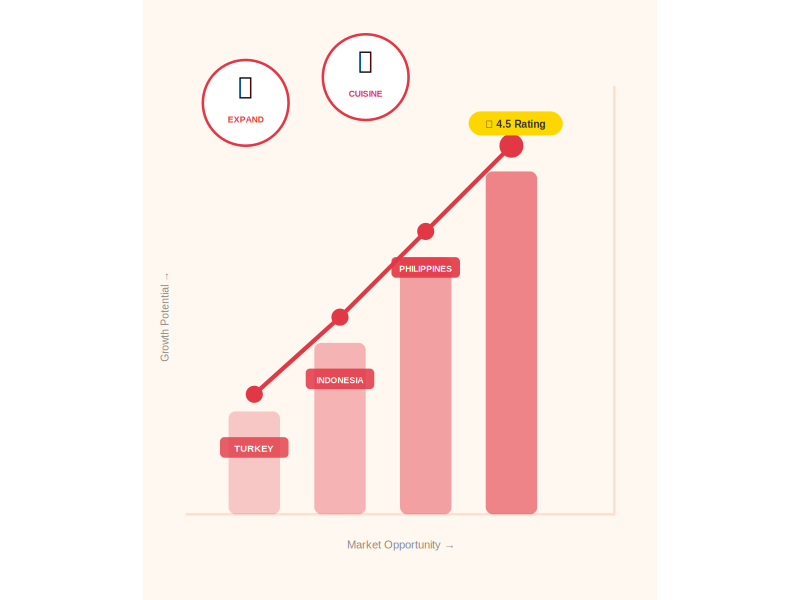 CUISINE
EXPAND
4.5 Rating
PHILIPPINES
INDONESIA
TURKEY
Growth Potential →
Market Opportunity →